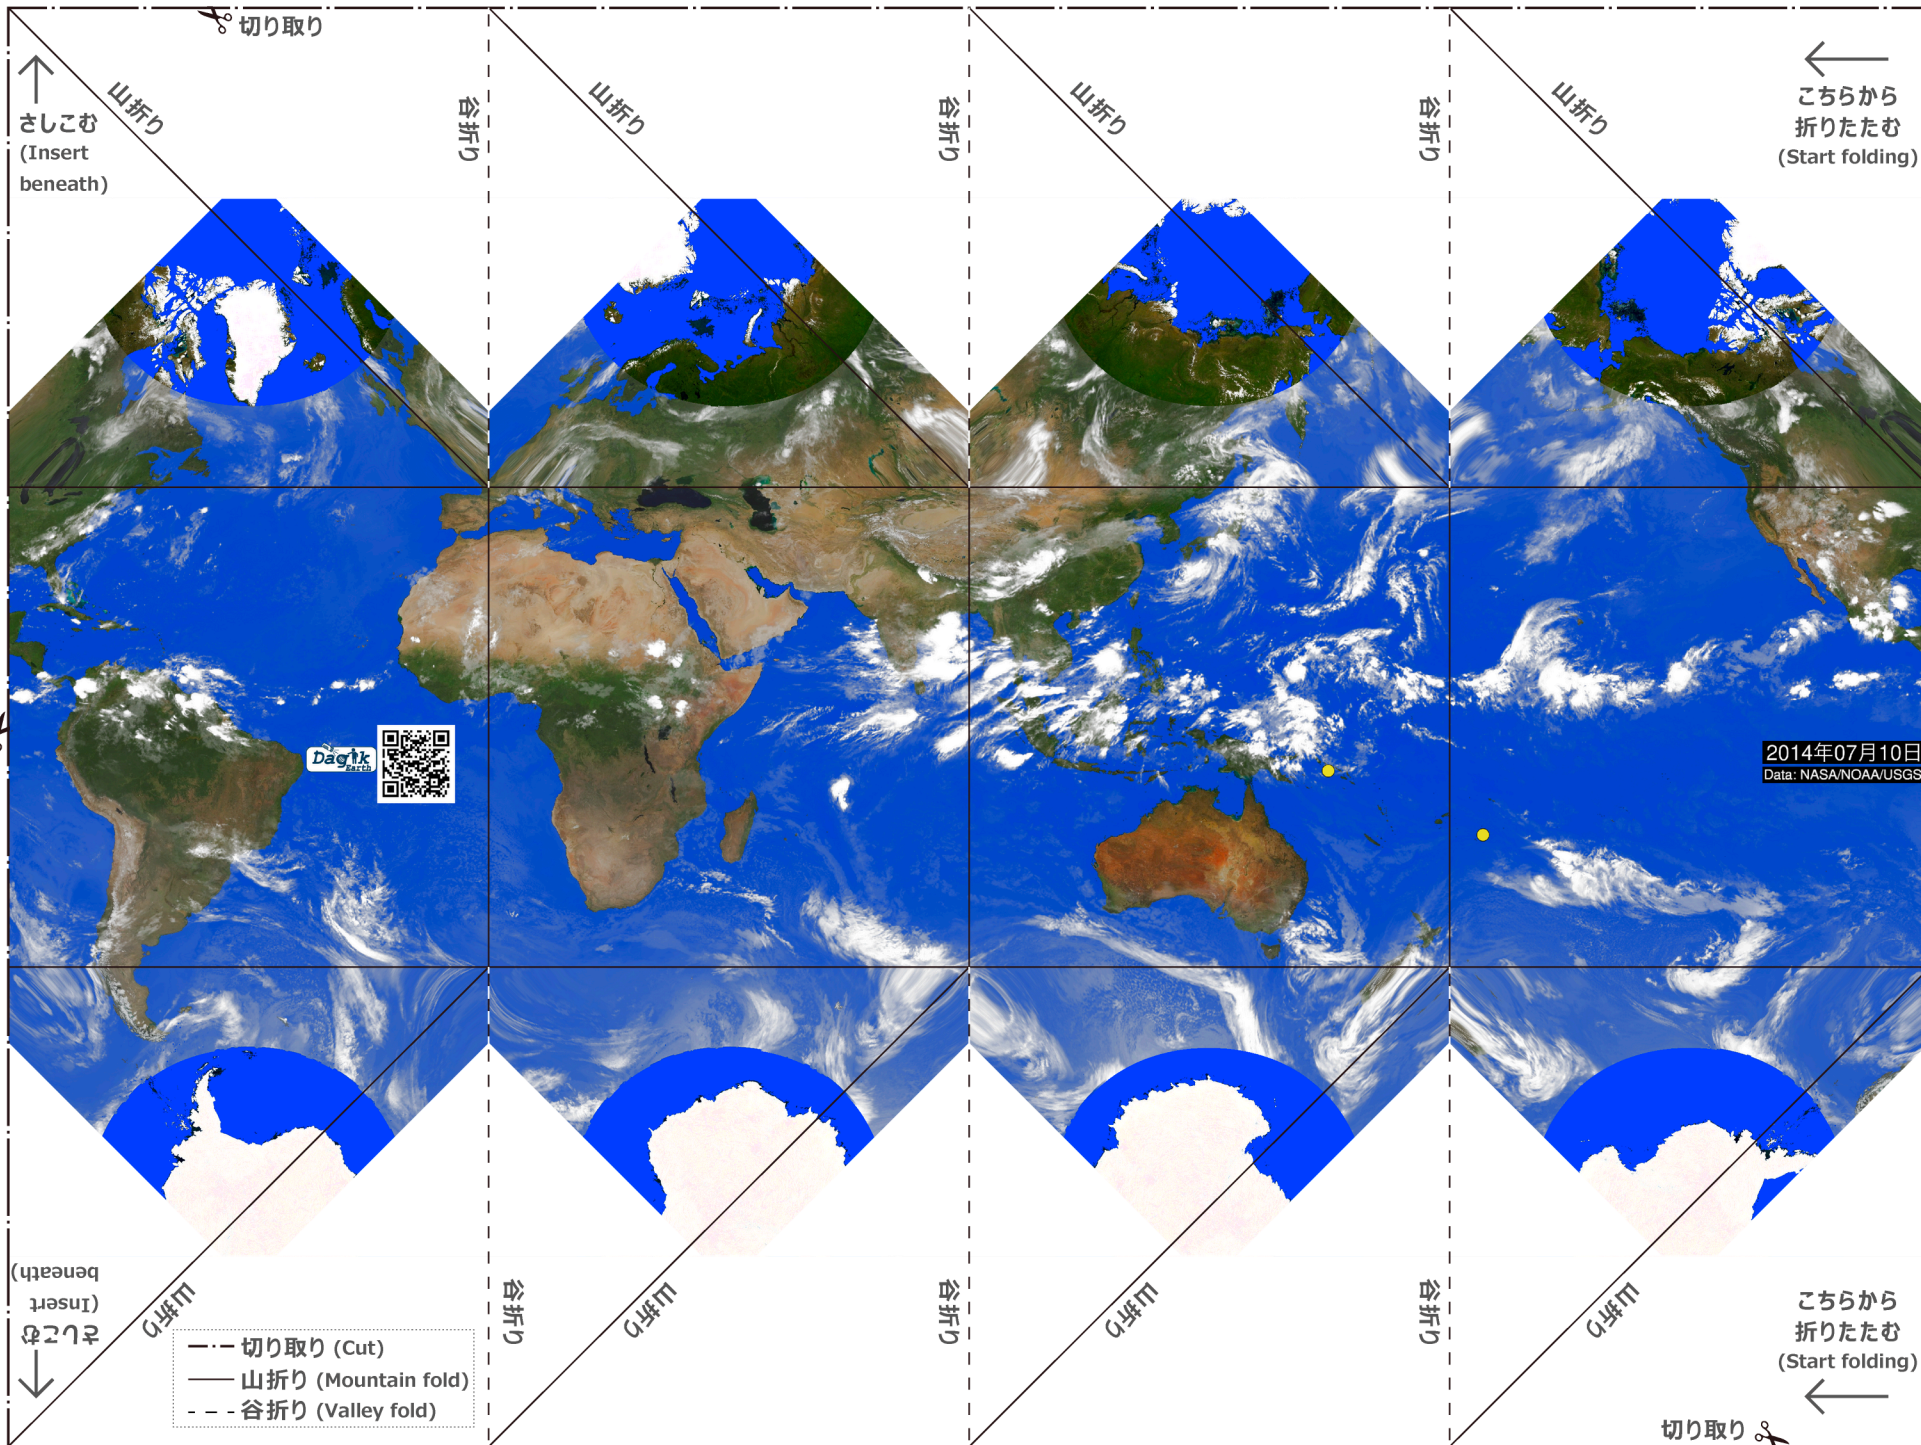 切り取り
さしこむ
(Insert
beneath)
山折り
谷折り
山折り
谷折り
山折り
谷折り
山折り
こちらから
折りたたむ
(Start folding)
Dagik
Earth
2014年07月10日
Data: NASA/NOAA/USGS
さしこむ
(Insert
beneath)
山折り
谷折り
山折り
谷折り
山折り
谷折り
山折り
こちらから
折りたたむ
(Start folding)
切り取り (Cut)
山折り (Mountain fold)
谷折り (Valley fold)
切り取り